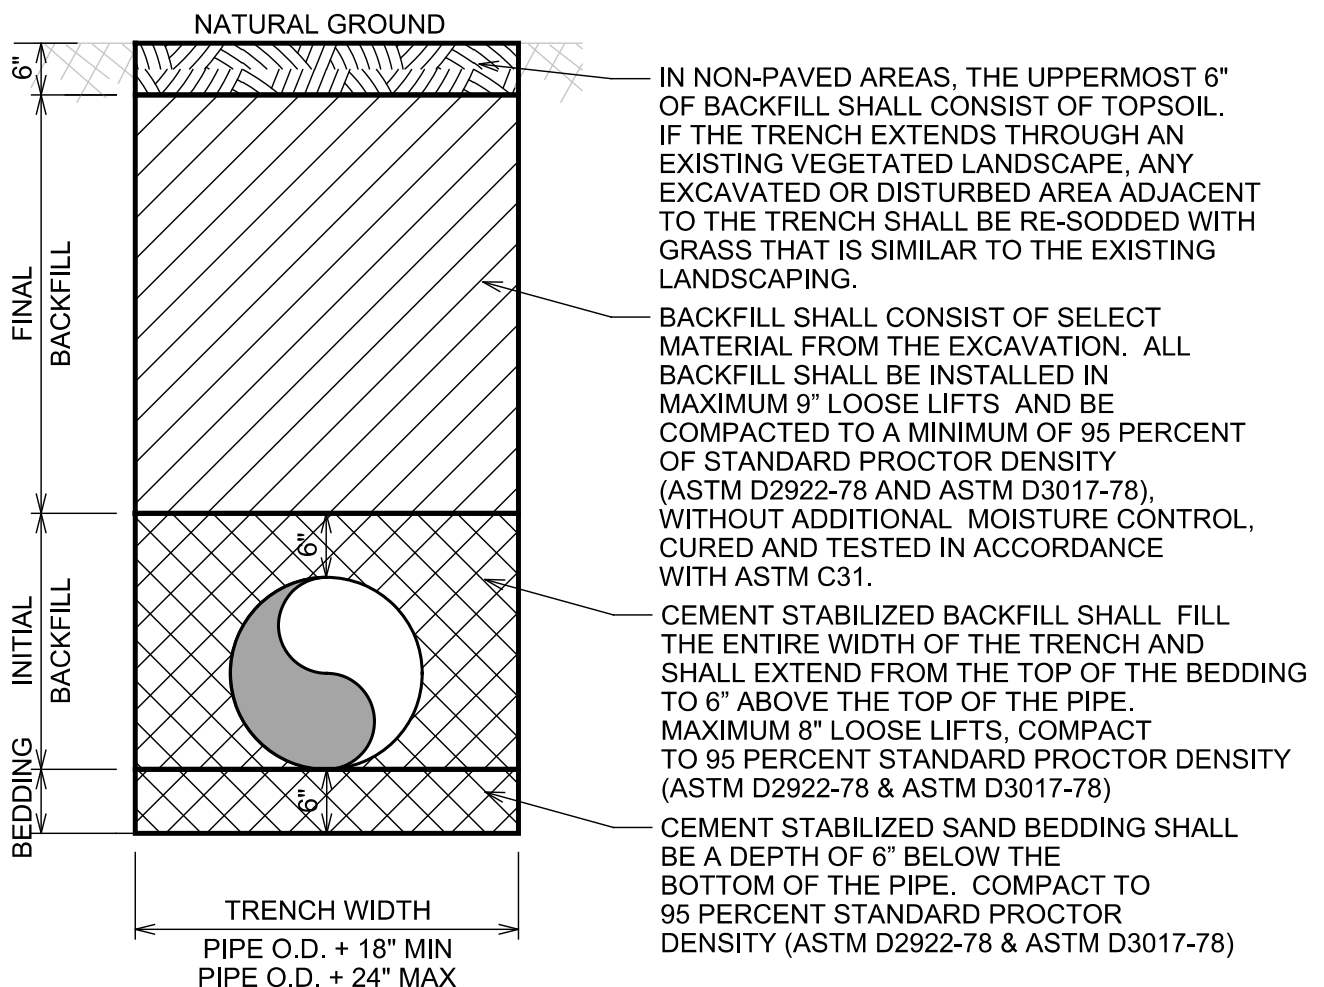 NATURAL GROUND
6"
FINAL
BACKFILL
INITIAL
BACKFILL
BEDDING
6"
6"
TRENCH WIDTH
PIPE O.D. + 18" MIN
PIPE O.D. + 24" MAX
IN NON-PAVED AREAS, THE UPPERMOST 6"
OF BACKFILL SHALL CONSIST OF TOPSOIL.
IF THE TRENCH EXTENDS THROUGH AN
EXISTING VEGETATED LANDSCAPE, ANY
EXCAVATED OR DISTURBED AREA ADJACENT
TO THE TRENCH SHALL BE RE-SODDED WITH
GRASS THAT IS SIMILAR TO THE EXISTING
LANDSCAPING.
BACKFILL SHALL CONSIST OF SELECT
MATERIAL FROM THE EXCAVATION. ALL
BACKFILL SHALL BE INSTALLED IN
MAXIMUM 9” LOOSE LIFTS AND BE
COMPACTED TO A MINIMUM OF 95 PERCENT
OF STANDARD PROCTOR DENSITY
(ASTM D2922-78 AND ASTM D3017-78),
WITHOUT ADDITIONAL MOISTURE CONTROL,
CURED AND TESTED IN ACCORDANCE
WITH ASTM C31.
CEMENT STABILIZED BACKFILL SHALL FILL
THE ENTIRE WIDTH OF THE TRENCH AND
SHALL EXTEND FROM THE TOP OF THE BEDDING
TO 6” ABOVE THE TOP OF THE PIPE.
MAXIMUM 8" LOOSE LIFTS, COMPACT
TO 95 PERCENT STANDARD PROCTOR DENSITY
(ASTM D2922-78 & ASTM D3017-78)
CEMENT STABILIZED SAND BEDDING SHALL
BE A DEPTH OF 6” BELOW THE
BOTTOM OF THE PIPE. COMPACT TO
95 PERCENT STANDARD PROCTOR
DENSITY (ASTM D2922-78 & ASTM D3017-78)